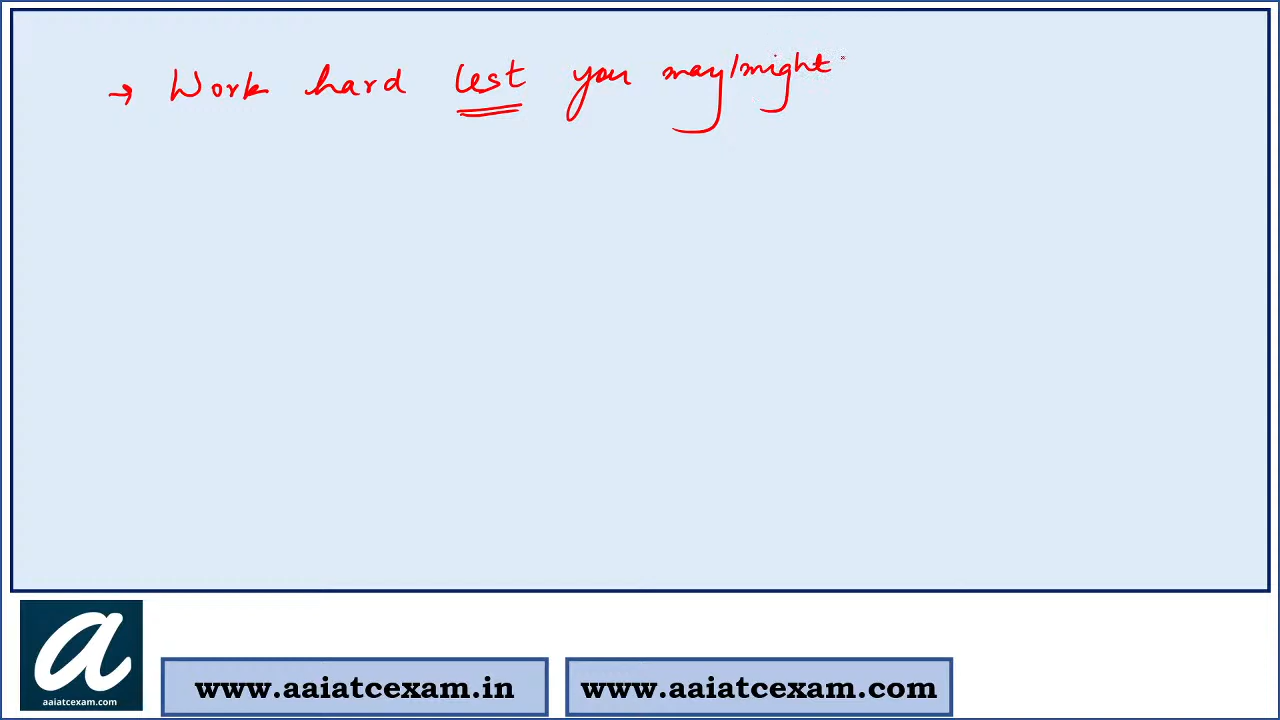 → Work hard lest you may/might
a
aaiatcexam.com
www.aaiatcexam.in
www.aaiatcexam.com